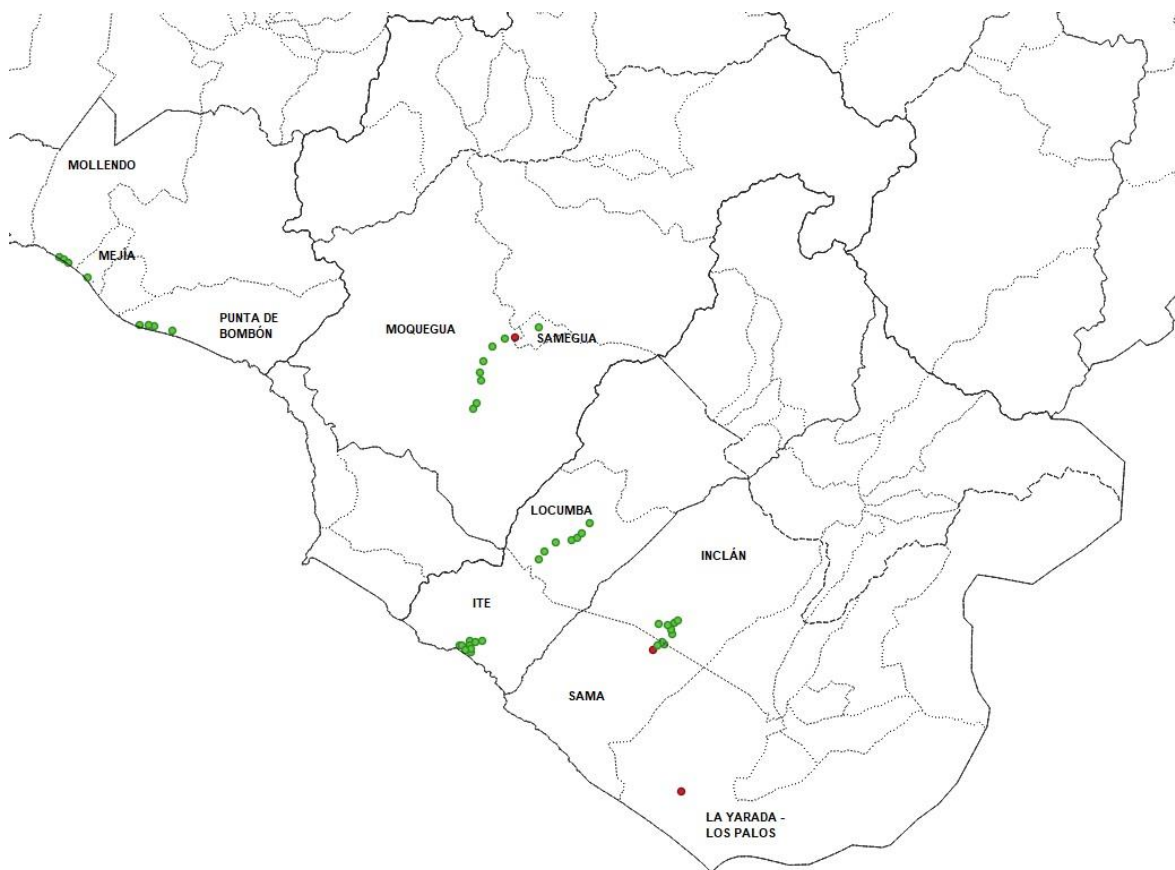 MOLLENDO
MEJÍA
PUNTA DE
BOMBÓN
MOQUEGUA
SAMEGUA
LOCUMBA
INCLÁN
ITE
SAMA
LA YARADA -
LOS PALOS